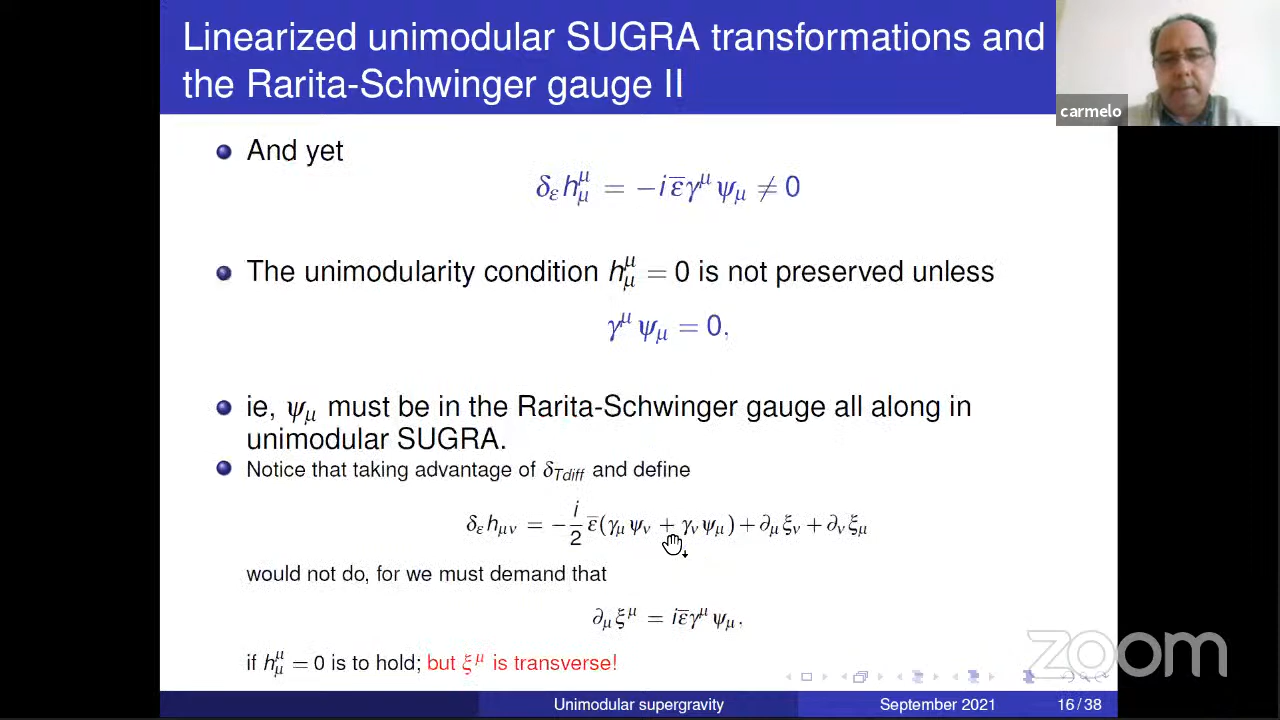 Linearized unimodular SUGRA transformations and
the Rarita-Schwinger gauge II
carmelo
And yet
δ_ε h^μ_μ = −i ε̄ γ^μ ψ_μ ≠ 0
The unimodularity condition h^μ_μ = 0 is not preserved unless
γ^μ ψ_μ = 0,
ie, ψ_μ must be in the Rarita-Schwinger gauge all along in
unimodular SUGRA.
Notice that taking advantage of δ_Tdiff and define
δ_ε h_μν = −i/2 ε̄(γ_μ ψ_ν + γ_ν ψ_μ) + ∂_μ ξ_ν + ∂_ν ξ_μ
would not do, for we must demand that
∂_μ ξ^μ = i ε̄ γ^μ ψ_μ,
if h^μ_μ = 0 is to hold; but ξ^μ is transverse!
zoom
Unimodular supergravity September 2021 16 / 38